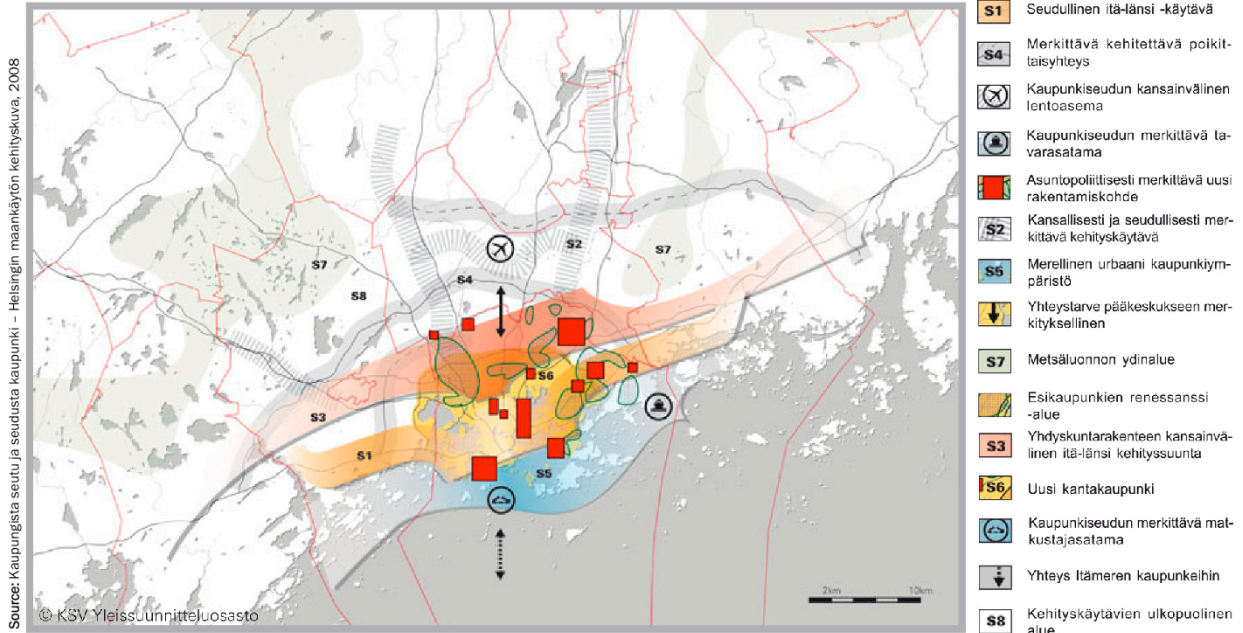 Source: Kaupungista seutu ja seudusta kaupunki – Helsingin maankäytön kehityskuva, 2008
S7
S8
S4
S2
S7
S3
S1
S6
S5
2km
10km
© KSV Yleissuunnitteluosasto
S1 Seudullinen itä-länsi -käytävä
S4 Merkittävä kehitettävä poikit-
taisyhteys
Kaupunkiseudun kansainvälinen
lentoasema
Kaupunkiseudun merkittävä ta-
varasatama
Asuntopoliittisesti merkittävä uusi
rakentamiskohde
S2 Kansallisesti ja seudullisesti mer-
kittävä kehityskäytävä
S5 Merellinen urbaani kaupunkiym-
päristö
Yhteystarve pääkeskukseen mer-
kityksellinen
S7 Metsäluonnon ydinalue
Esikaupunkien renessanssi
-alue
S3 Yhdyskuntarakenteen kansainvä-
linen itä-länsi kehityssuunta
S6 Uusi kantakaupunki
Kaupunkiseudun merkittävä mat-
kustajasatama
Yhteys Itämeren kaupunkeihin
S8 Kehityskäytävien ulkopuolinen
alue